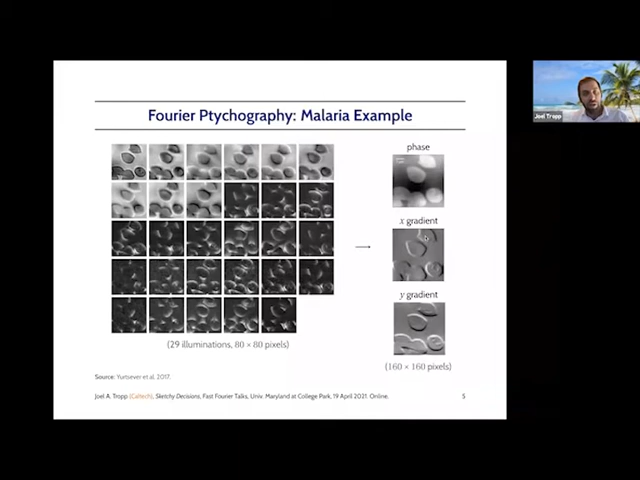 Fourier Ptychography: Malaria Example
phase
x gradient
y gradient
(29 illuminations, 80 × 80 pixels)
(160 × 160 pixels)
Source: Yurtsever et al. 2017.
Joel A. Tropp (Caltech), Sketchy Decisions, Fast Fourier Talks, Univ. Maryland at College Park, 19 April 2021. Online.
5
Joel Tropp